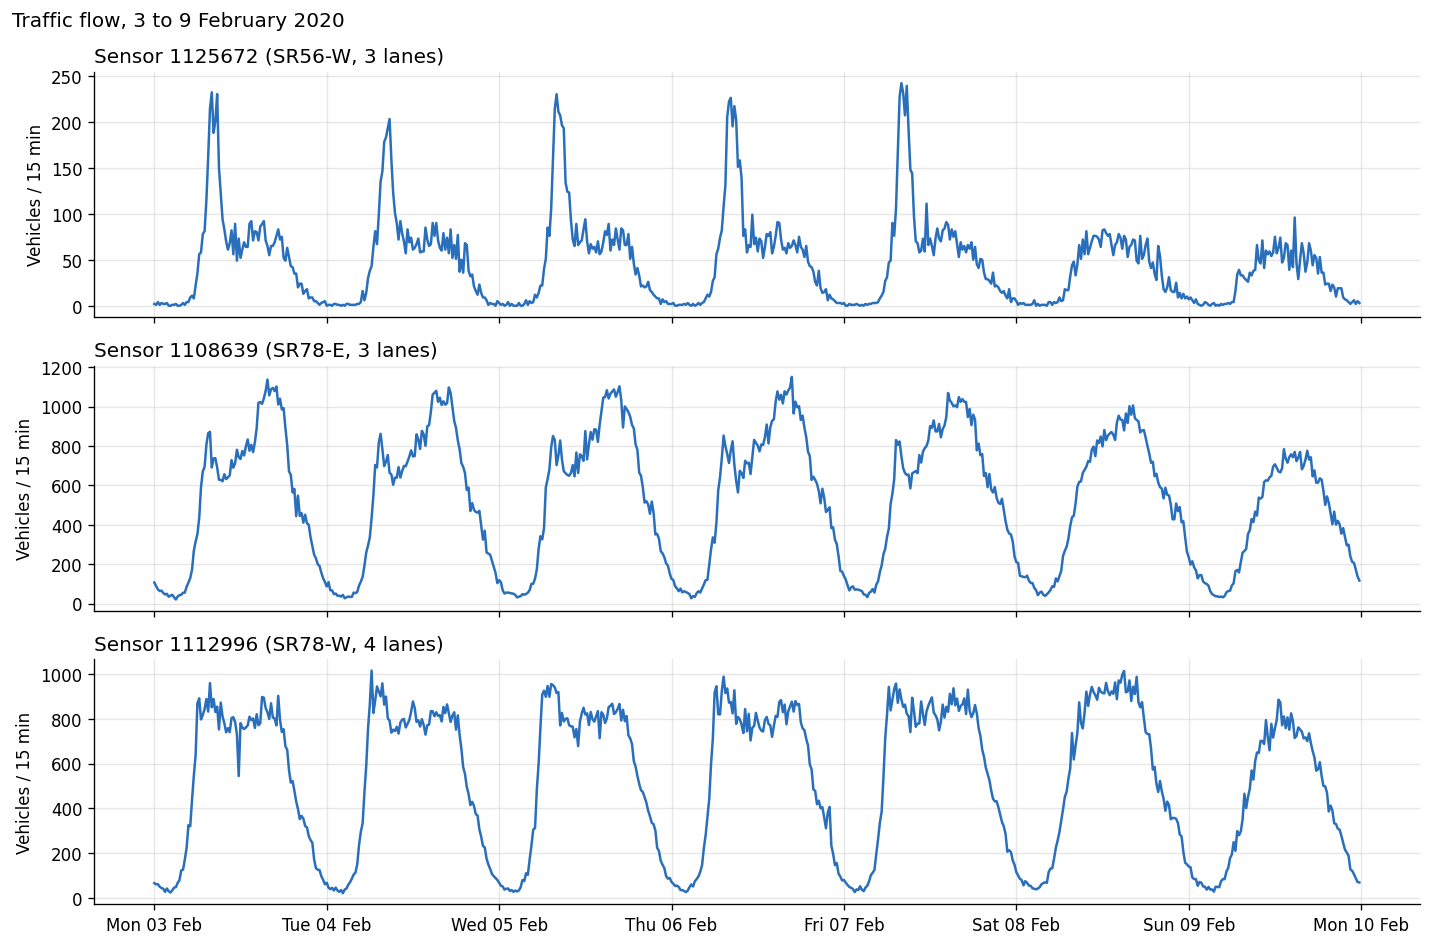 Traffic flow, 3 to 9 February 2020
Sensor 1125672 (SR56-W, 3 lanes)
Vehicles / 15 min
250
200
150
100
50
0
Sensor 1108639 (SR78-E, 3 lanes)
Vehicles / 15 min
1200
1000
800
600
400
200
0
Sensor 1112996 (SR78-W, 4 lanes)
Vehicles / 15 min
1000
800
600
400
200
0
Mon 03 Feb Tue 04 Feb Wed 05 Feb Thu 06 Feb Fri 07 Feb Sat 08 Feb Sun 09 Feb Mon 10 Feb